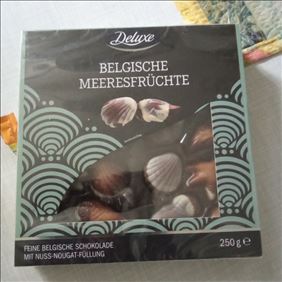 Deluxe
BELGISCHE
MEERESFRÜCHTE
FEINE BELGISCHE SCHOKOLADE
MIT NUSS-NOUGAT-FÜLLUNG
250 g e